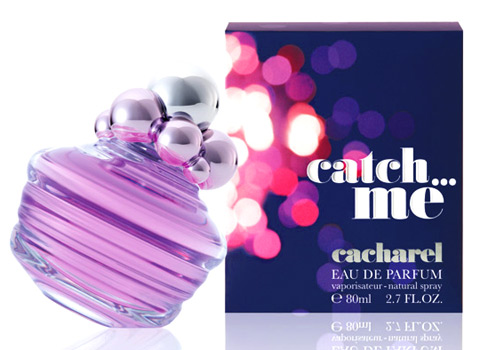 catch...
me
cacharel
EAU DE PARFUM
vaporisateur - natural spray
℮ 80ml 2.7 FL.OZ.